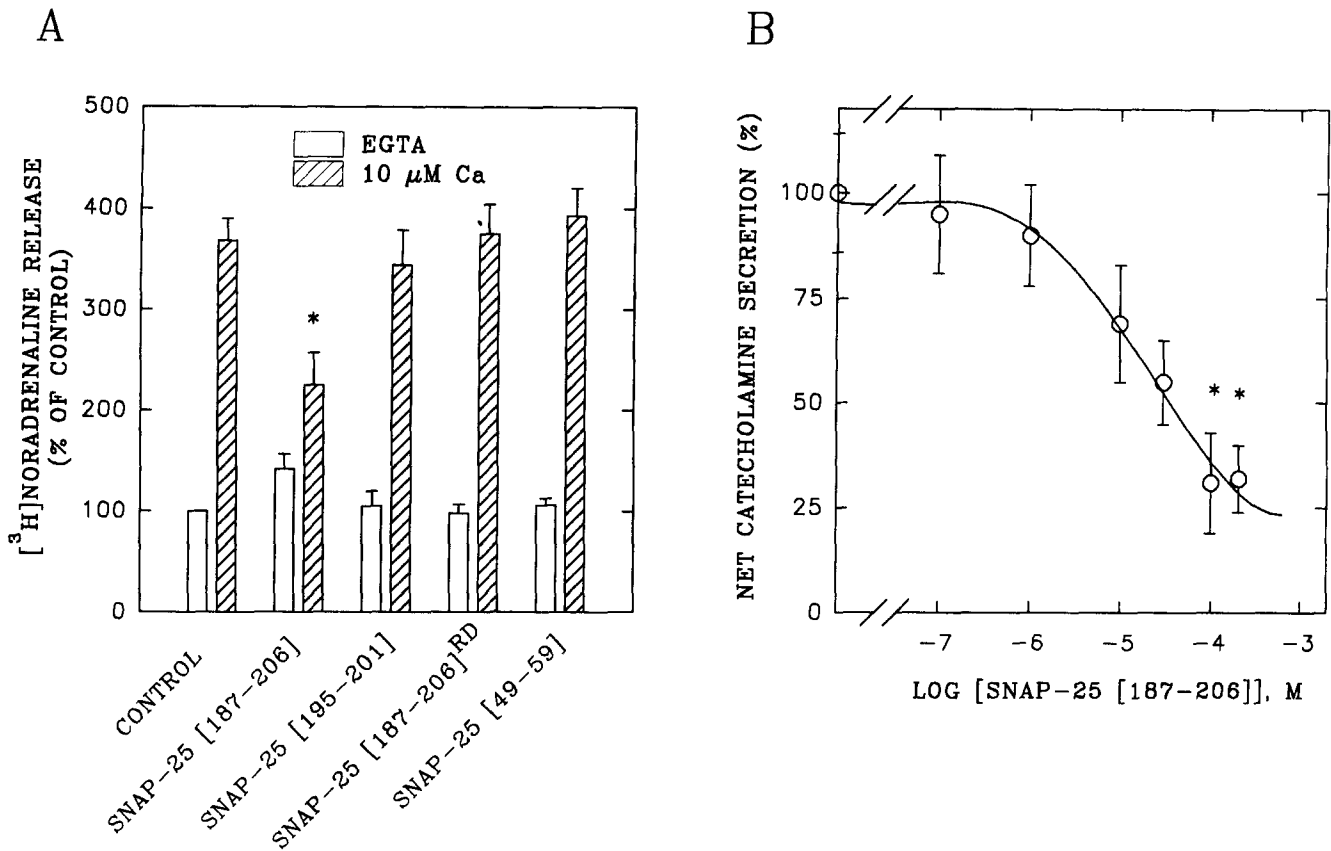 A
[³H]NORADRENALINE RELEASE
(% OF CONTROL)
500
400
300
200
100
0
EGTA
10 μM Ca
*
CONTROL
SNAP-25 [187-206]
SNAP-25 [195-201]
SNAP-25 [187-206]RD
SNAP-25 [49-59]
B
NET CATECHOLAMINE SECRETION (%)
100
75
50
25
0
* *
-7 -6 -5 -4 -3
LOG [SNAP-25 [187-206]], M